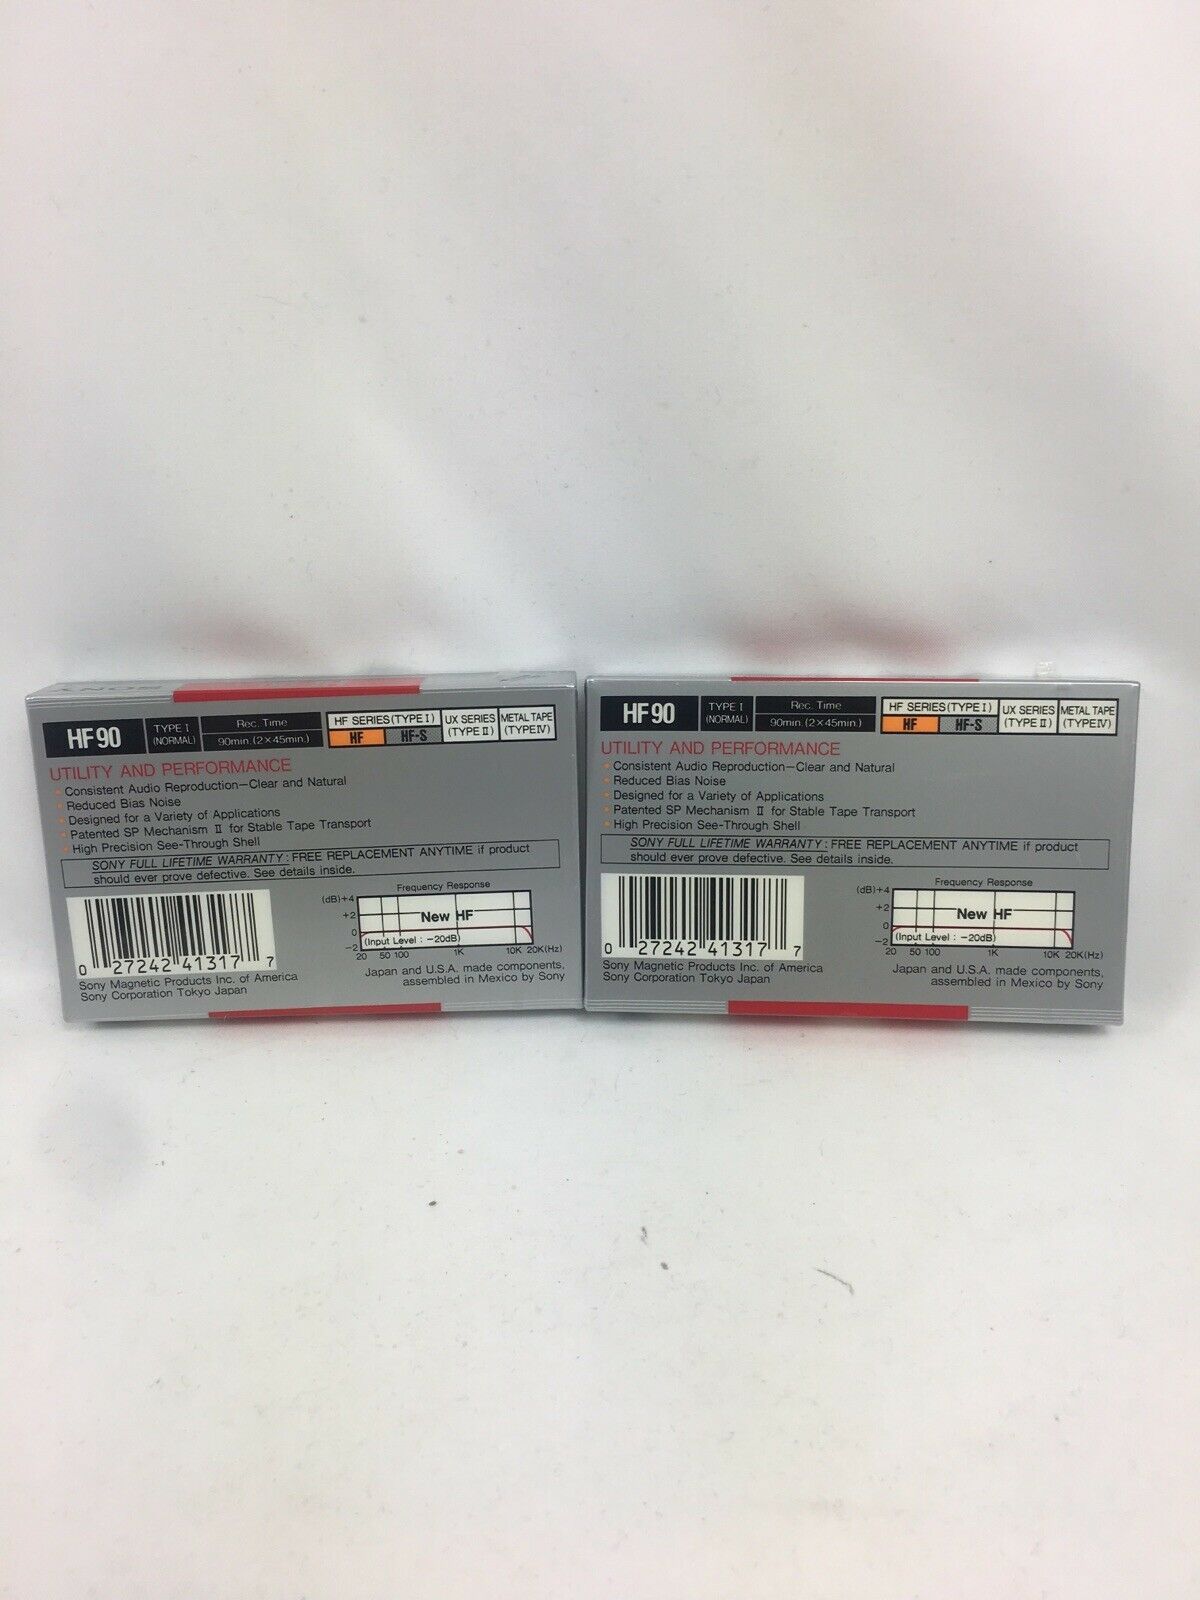 SONY
HF 90
TYPE I
(NORMAL)
Rec. Time
90min. (2×45min.)
HF SERIES (TYPE I)
HF
HF-S
UX SERIES
(TYPE II)
METAL TAPE
(TYPE IV)
UTILITY AND PERFORMANCE
• Consistent Audio Reproduction—Clear and Natural
• Reduced Bias Noise
• Designed for a Variety of Applications
• Patented SP Mechanism II for Stable Tape Transport
• High Precision See-Through Shell
SONY FULL LIFETIME WARRANTY : FREE REPLACEMENT ANYTIME if product
should ever prove defective. See details inside.
Frequency Response
(dB)+4
+2
0
−2
New HF
(Input Level : −20dB)
20 50 100 1K 10K 20K(Hz)
0 27242 41317 7
Sony Magnetic Products Inc. of America
Sony Corporation Tokyo Japan
Japan and U.S.A. made components,
assembled in Mexico by Sony
HF 90
TYPE I
(NORMAL)
Rec. Time
90min. (2×45min.)
HF SERIES (TYPE I)
HF
HF-S
UX SERIES
(TYPE II)
METAL TAPE
(TYPE IV)
UTILITY AND PERFORMANCE
• Consistent Audio Reproduction—Clear and Natural
• Reduced Bias Noise
• Designed for a Variety of Applications
• Patented SP Mechanism II for Stable Tape Transport
• High Precision See-Through Shell
SONY FULL LIFETIME WARRANTY : FREE REPLACEMENT ANYTIME if product
should ever prove defective. See details inside.
Frequency Response
(dB)+4
+2
0
−2
New HF
(Input Level : −20dB)
20 50 100 1K 10K 20K(Hz)
0 27242 41317 7
Sony Magnetic Products Inc. of America
Sony Corporation Tokyo Japan
Japan and U.S.A. made components,
assembled in Mexico by Sony